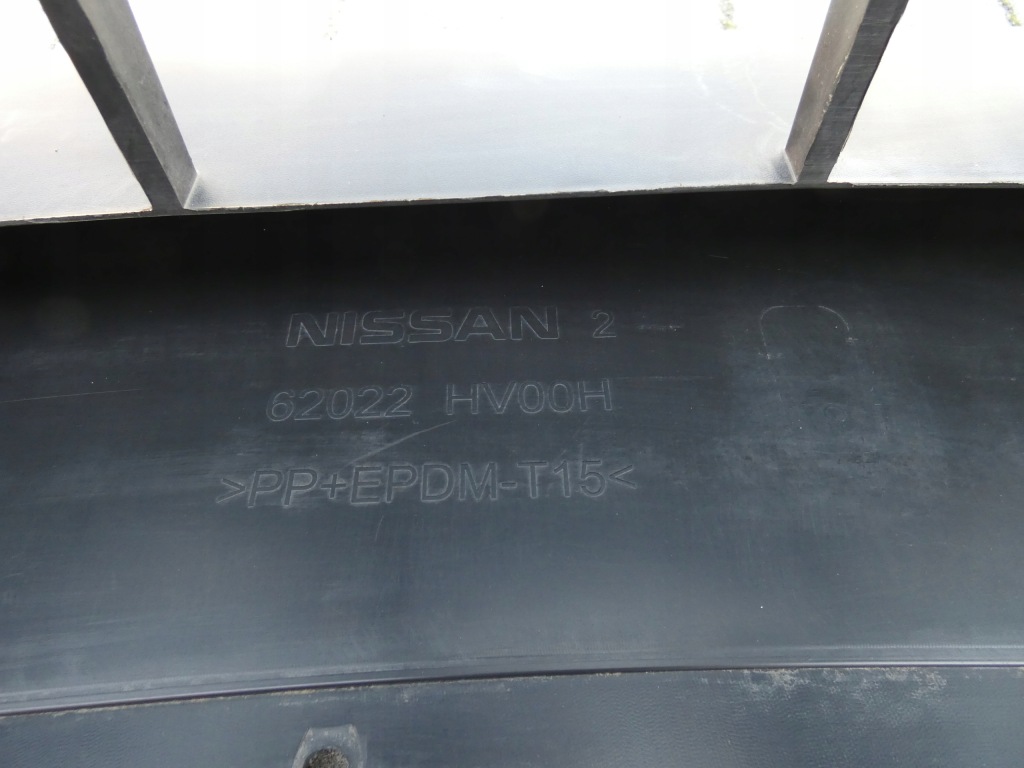 NISSAN 2
62022 HV00H
>PP+EPDM-T15<